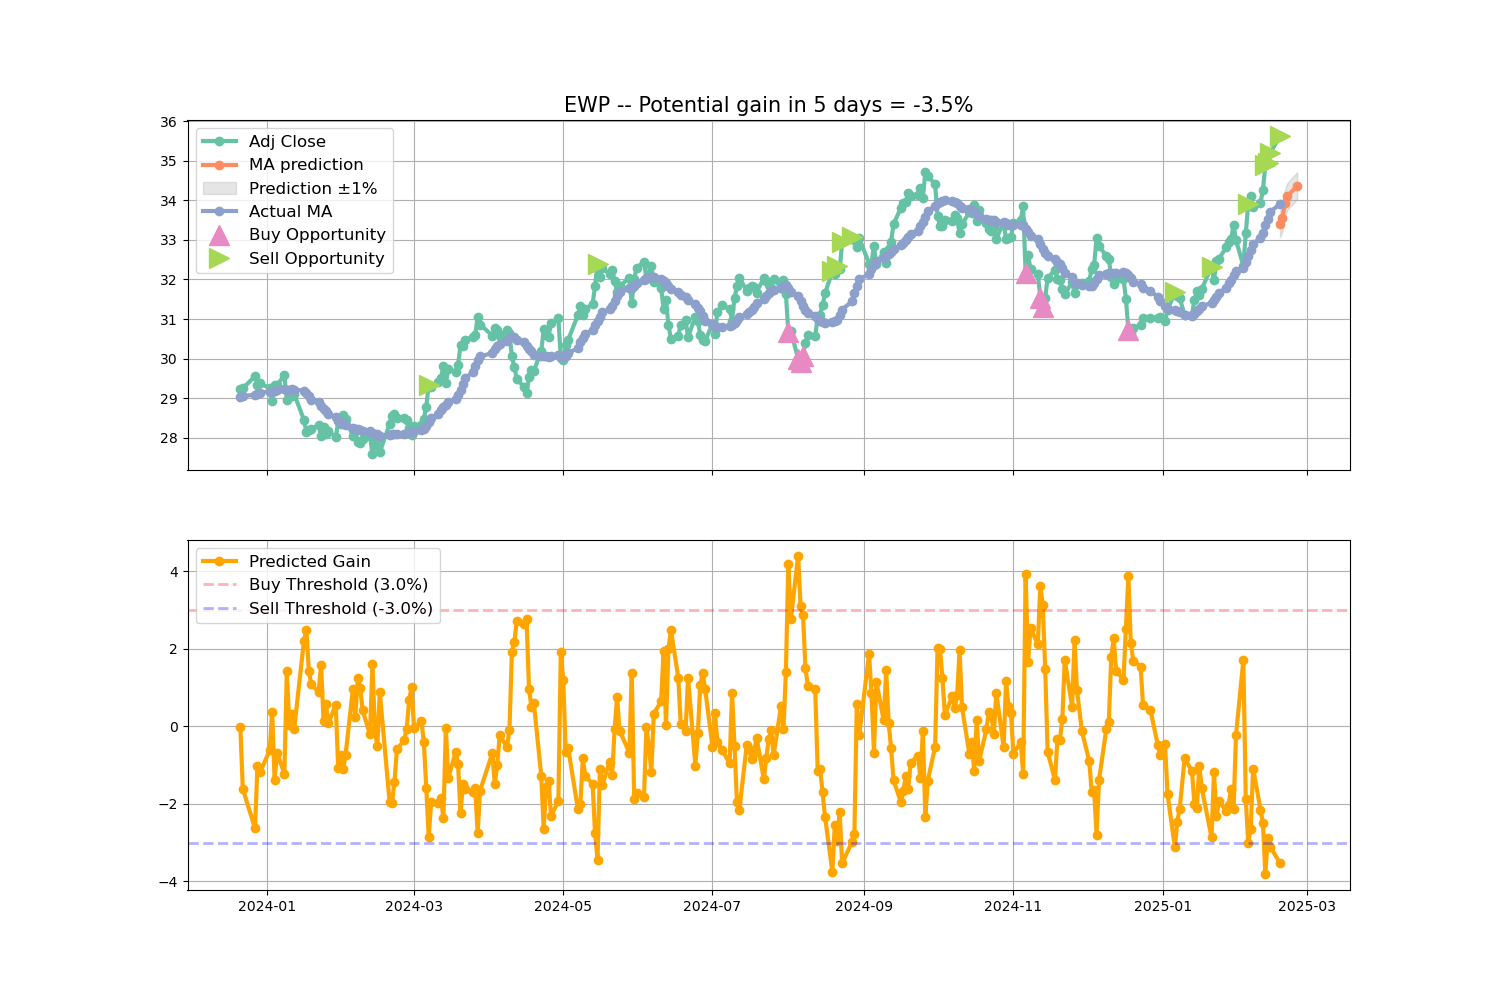 EWP -- Potential gain in 5 days = -3.5%
36
35
34
33
32
31
30
29
28
Adj Close
MA prediction
Prediction ±1%
Actual MA
Buy Opportunity
Sell Opportunity
4
2
0
−2
−4
Predicted Gain
Buy Threshold (3.0%)
Sell Threshold (-3.0%)
2024-01
2024-03
2024-05
2024-07
2024-09
2024-11
2025-01
2025-03